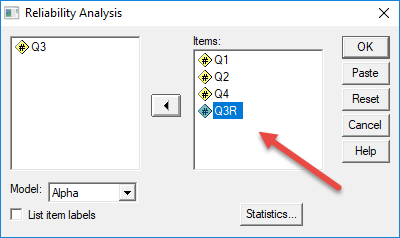 Reliability Analysis
Q3
Items:
Q1
Q2
Q4
Q3R
OK
Paste
Reset
Cancel
Help
Model:
Alpha
List item labels
Statistics...